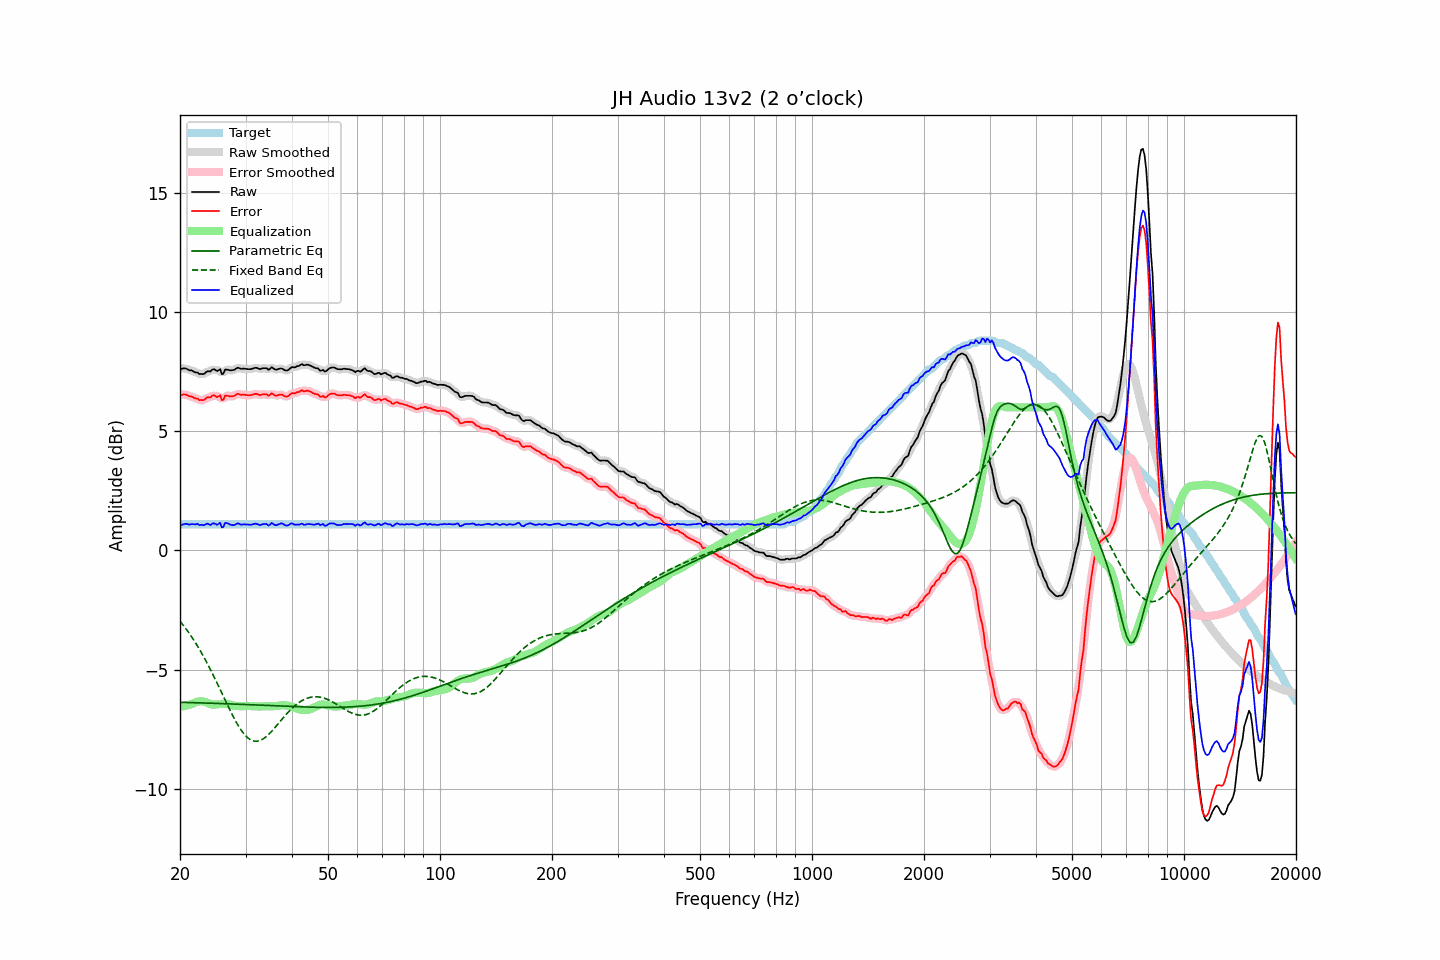 JH Audio 13v2 (2 o’clock)
Target
Raw Smoothed
Error Smoothed
Raw
Error
Equalization
Parametric Eq
Fixed Band Eq
Equalized
Amplitude (dBr)
15
10
5
0
−5
−10
20
50
100
200
500
1000
2000
5000
10000
20000
Frequency (Hz)